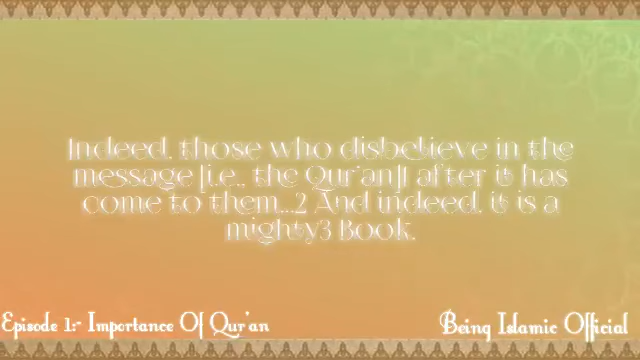 Indeed, those who disbelieve in the
message [i.e., the Qur'an]1 after it has
come to them...2 And indeed, it is a
mighty3 Book.
Episode 1:- Importance Of Qur'an
Being Islamic Official